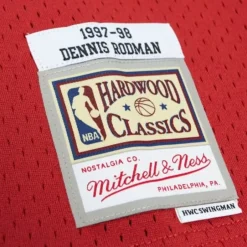 1997-98
DENNIS RODMAN
HARDWOOD
CLASSICS
NBA
NOSTALGIA CO.
Mitchell & Ness
PHILADELPHIA, PA.
HWC SWINGMAN